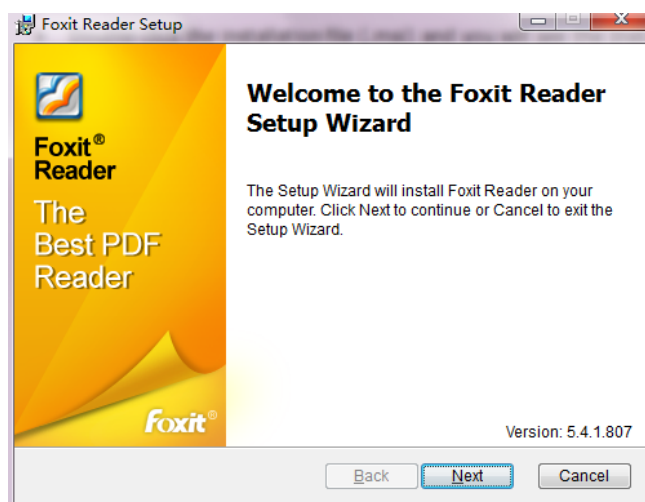 Foxit Reader Setup
Welcome to the Foxit Reader
Setup Wizard
Foxit®
Reader
The
Best PDF
Reader
The Setup Wizard will install Foxit Reader on your
computer. Click Next to continue or Cancel to exit the
Setup Wizard.
foxit®
Version: 5.4.1.807
Back
Next
Cancel